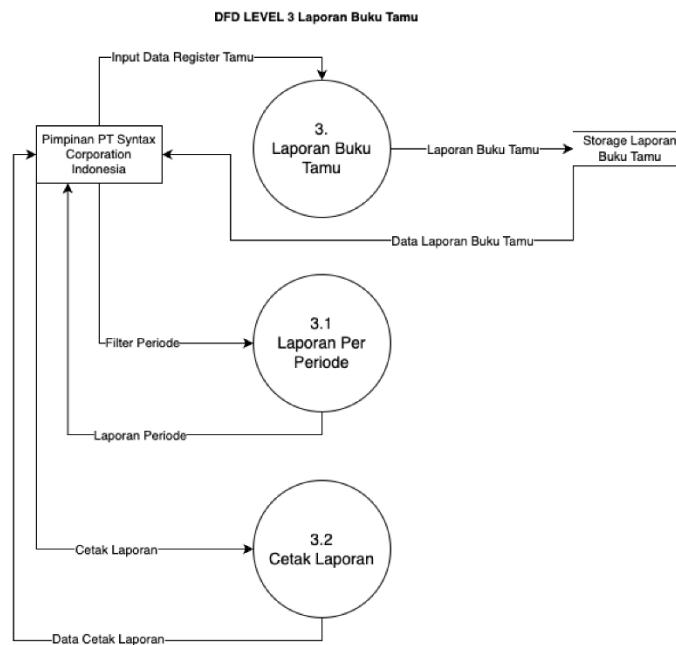 DFD LEVEL 3 Laporan Buku Tamu
Input Data Register Tamu
Pimpinan PT Syntax
Corporation
Indonesia
3.
Laporan Buku
Tamu
Laporan Buku Tamu
Storage Laporan
Buku Tamu
Data Laporan Buku Tamu
3.1
Laporan Per
Periode
Filter Periode
Laporan Periode
3.2
Cetak Laporan
Cetak Laporan
Data Cetak Laporan